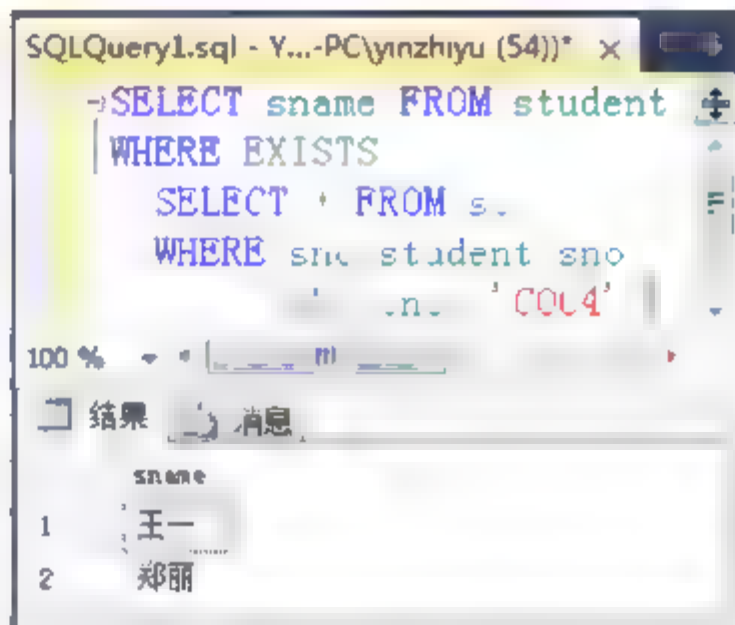 SQLQuery1.sql - Y...-PC\yinzhiyu (54))* ×
SELECT sname FROM student
WHERE EXISTS
SELECT * FROM
WHERE student sno
100 %
结果 消息
sname
1 王一
2 郑丽